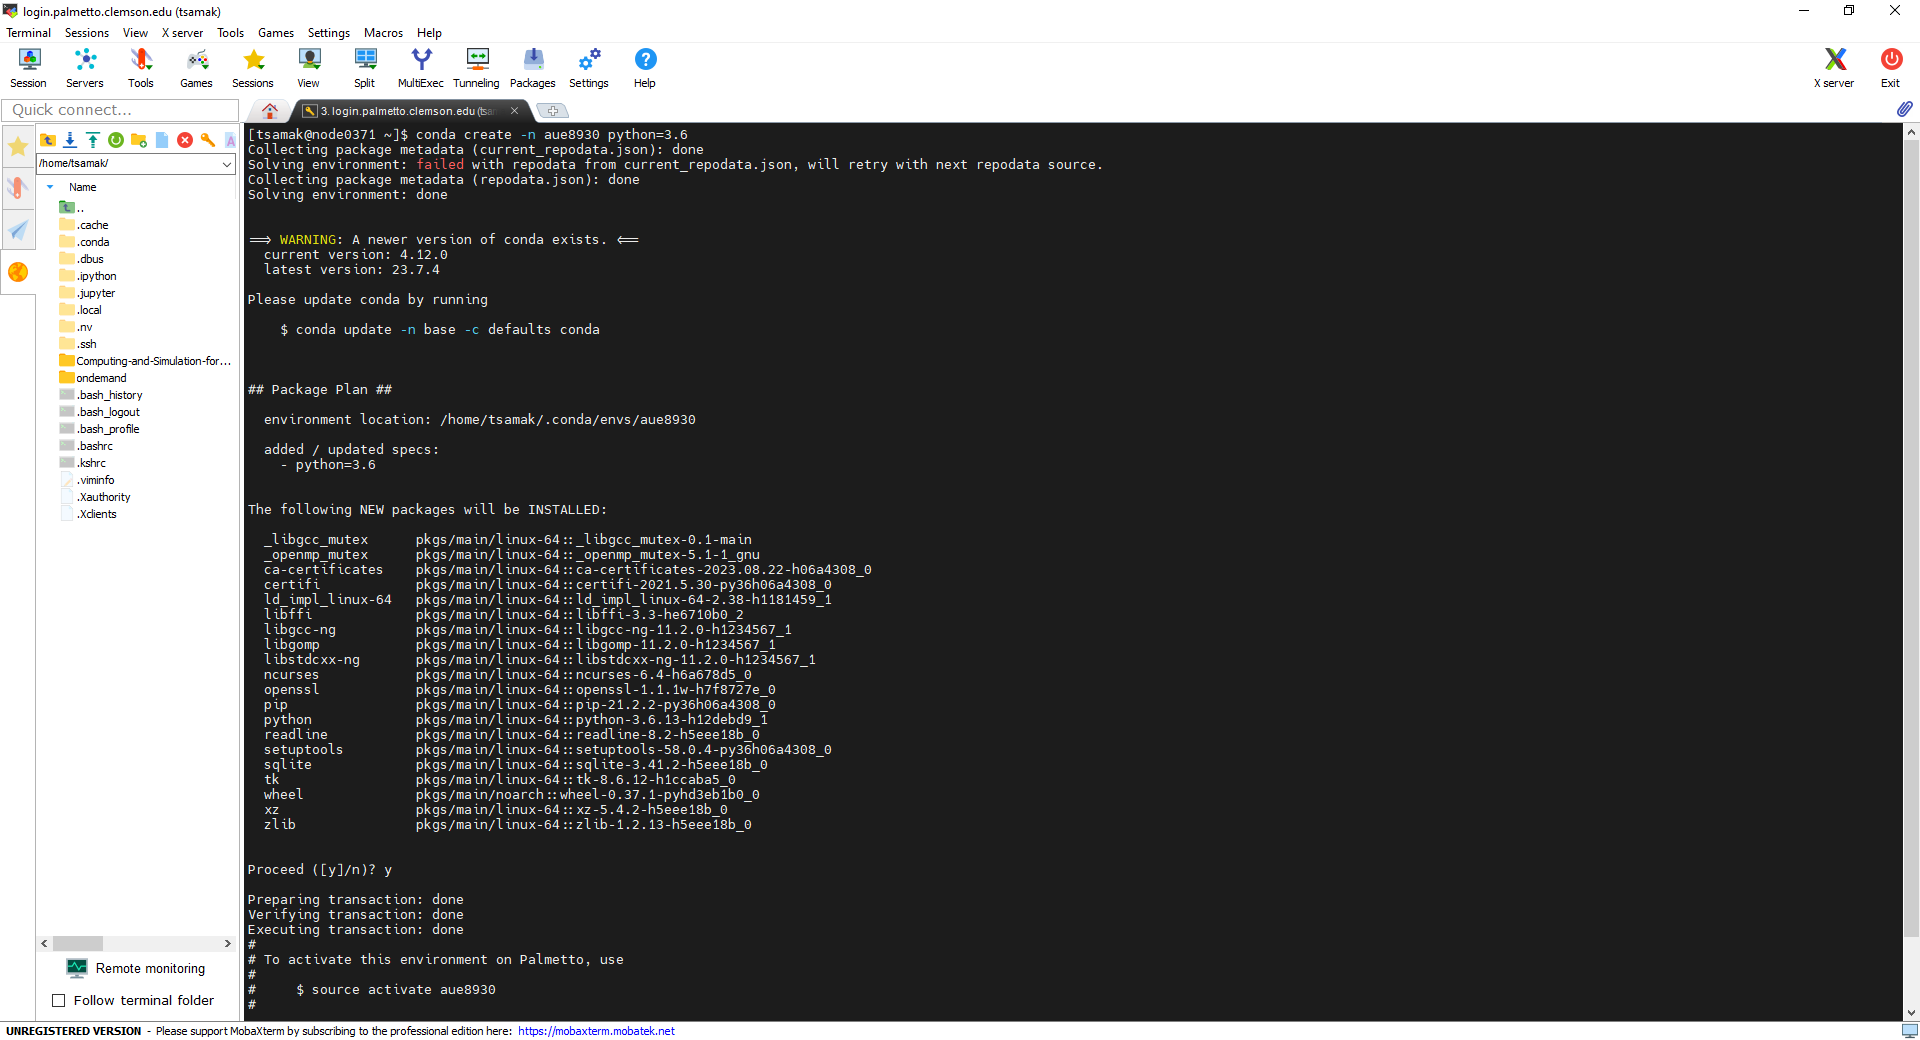 login.palmetto.clemson.edu (tsamak)
Terminal Sessions View X server Tools Games Settings Macros Help
Session Servers Tools Games Sessions View Split MultiExec Tunneling Packages Settings Help X server Exit
Quick connect...
3. login.palmetto.clemson.edu (tsam
/home/tsamak/
Name
..
.cache
.conda
.dbus
.ipython
.jupyter
.local
.nv
.ssh
Computing-and-Simulation-for...
ondemand
.bash_history
.bash_logout
.bash_profile
.bashrc
.kshrc
.viminfo
.Xauthority
.Xclients
Remote monitoring
Follow terminal folder
[tsamak@node0371 ~]$ conda create -n aue8930 python=3.6
Collecting package metadata (current_repodata.json): done
Solving environment: failed with repodata from current_repodata.json, will retry with next repodata source.
Collecting package metadata (repodata.json): done
Solving environment: done
==> WARNING: A newer version of conda exists. <==
current version: 4.12.0
latest version: 23.7.4
Please update conda by running
$ conda update -n base -c defaults conda
## Package Plan ##
environment location: /home/tsamak/.conda/envs/aue8930
added / updated specs:
- python=3.6
The following NEW packages will be INSTALLED:
_libgcc_mutex pkgs/main/linux-64::_libgcc_mutex-0.1-main
_openmp_mutex pkgs/main/linux-64::_openmp_mutex-5.1-1_gnu
ca-certificates pkgs/main/linux-64::ca-certificates-2023.08.22-h06a4308_0
certifi pkgs/main/linux-64::certifi-2021.5.30-py36h06a4308_0
ld_impl_linux-64 pkgs/main/linux-64::ld_impl_linux-64-2.38-h1181459_1
libffi pkgs/main/linux-64::libffi-3.3-he6710b0_2
libgcc-ng pkgs/main/linux-64::libgcc-ng-11.2.0-h1234567_1
libgomp pkgs/main/linux-64::libgomp-11.2.0-h1234567_1
libstdcxx-ng pkgs/main/linux-64::libstdcxx-ng-11.2.0-h1234567_1
ncurses pkgs/main/linux-64::ncurses-6.4-h6a678d5_0
openssl pkgs/main/linux-64::openssl-1.1.1w-h7f8727e_0
pip pkgs/main/linux-64::pip-21.2.2-py36h06a4308_0
python pkgs/main/linux-64::python-3.6.13-h12debd9_1
readline pkgs/main/linux-64::readline-8.2-h5eee18b_0
setuptools pkgs/main/linux-64::setuptools-58.0.4-py36h06a4308_0
sqlite pkgs/main/linux-64::sqlite-3.41.2-h5eee18b_0
tk pkgs/main/linux-64::tk-8.6.12-h1ccaba5_0
wheel pkgs/main/noarch::wheel-0.37.1-pyhd3eb1b0_0
xz pkgs/main/linux-64::xz-5.4.2-h5eee18b_0
zlib pkgs/main/linux-64::zlib-1.2.13-h5eee18b_0
Proceed ([y]/n)? y
Preparing transaction: done
Verifying transaction: done
Executing transaction: done
#
# To activate this environment on Palmetto, use
#
# $ source activate aue8930
#
UNREGISTERED VERSION - Please support MobaXterm by subscribing to the professional edition here: https://mobaxterm.mobatek.net